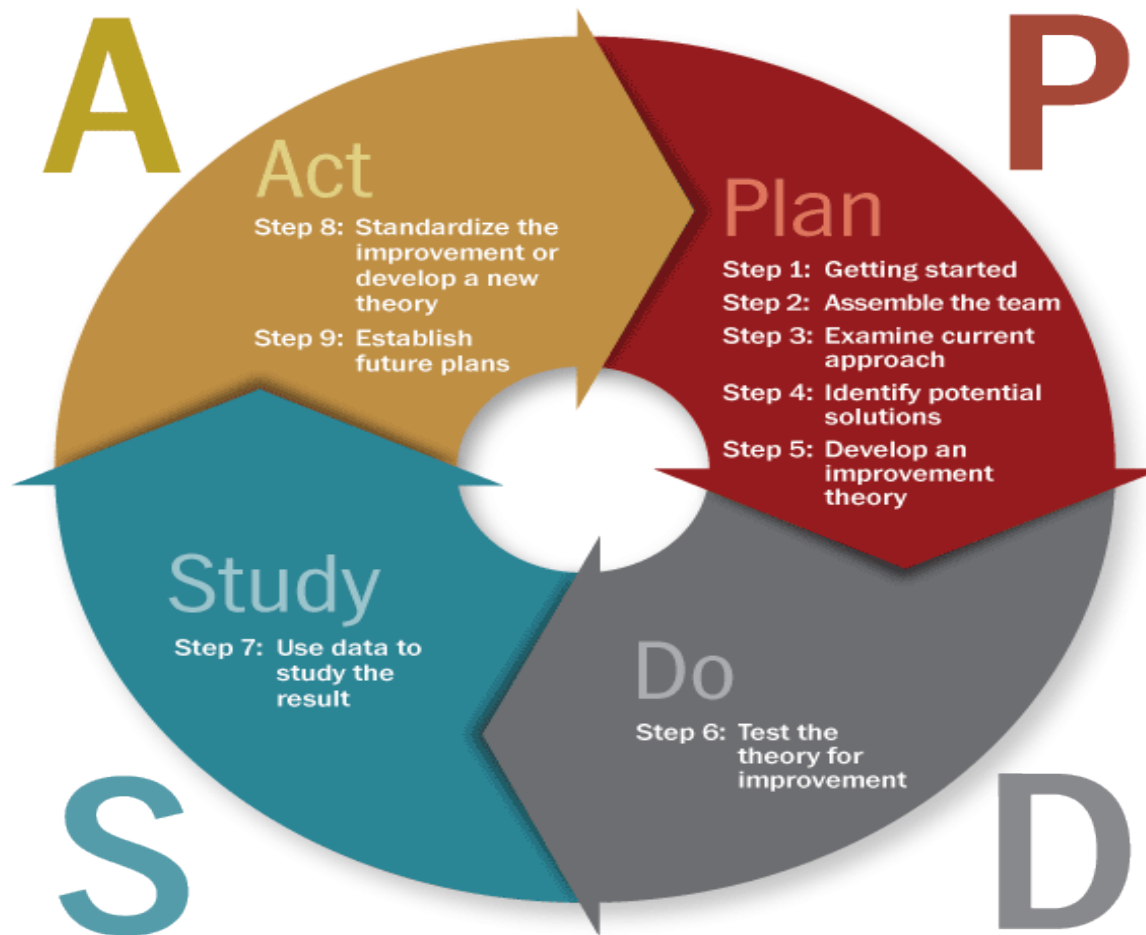 A
P
Act
Step 8: Standardize the
improvement or
develop a new
theory
Step 9: Establish
future plans
Plan
Step 1: Getting started
Step 2: Assemble the team
Step 3: Examine current
approach
Step 4: Identify potential
solutions
Step 5: Develop an
improvement
theory
Study
Step 7: Use data to
study the
result
Do
Step 6: Test the
theory for
improvement
S
D